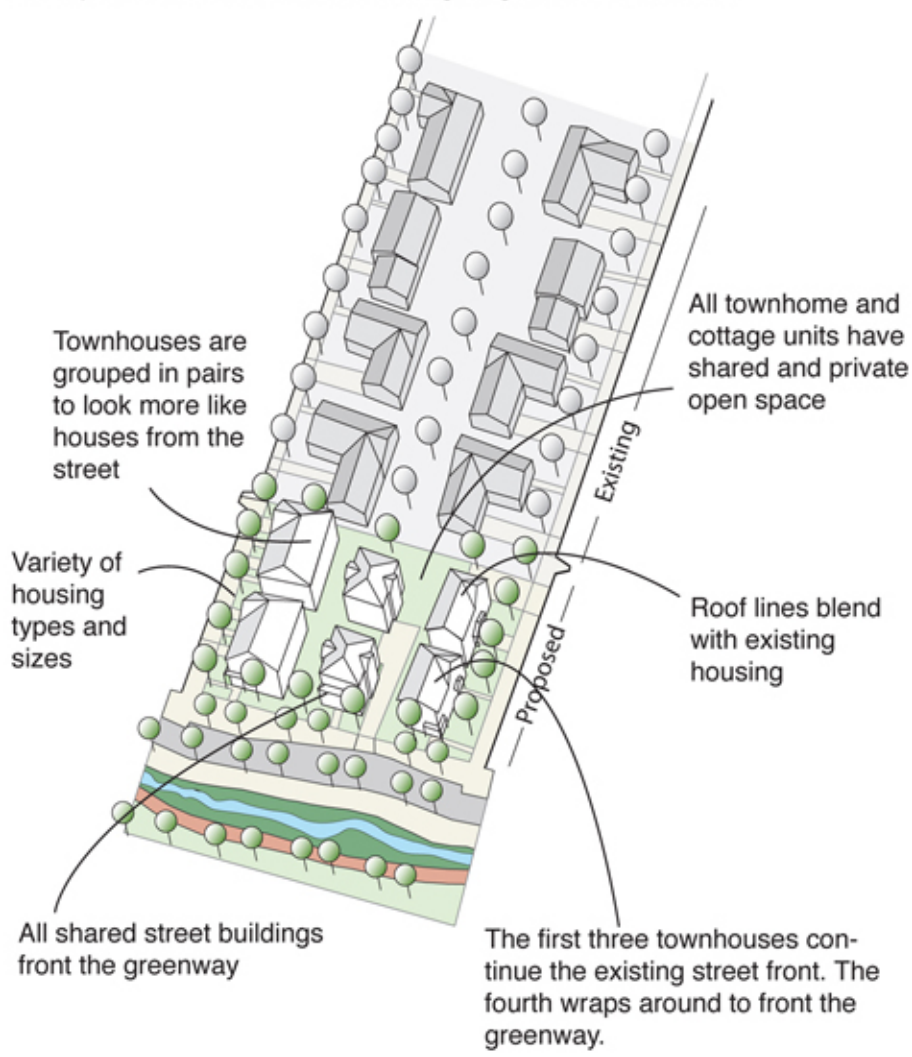 All townhome and
cottage units have
shared and private
open space
Townhouses are
grouped in pairs
to look more like
houses from the
street
Existing
Variety of
housing
types and
sizes
Roof lines blend
with existing
housing
Proposed
All shared street buildings
front the greenway
The first three townhouses con-
tinue the existing street front. The
fourth wraps around to front the
greenway.